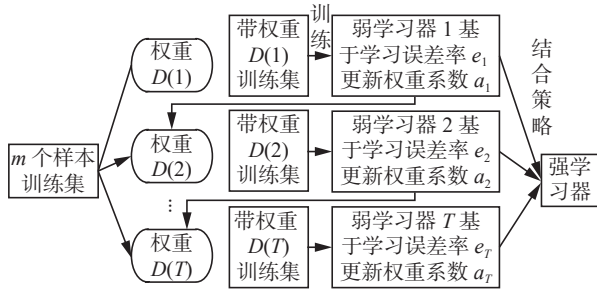 m 个样本
训练集
权重
D(1)
带权重
D(1)
训练集
训练
弱学习器 1 基
于学习误差率 e₁
更新权重系数 a₁
权重
D(2)
带权重
D(2)
训练集
弱学习器 2 基
于学习误差率 e₂
更新权重系数 a₂
⋮
权重
D(T)
带权重
D(T)
训练集
弱学习器 T 基
于学习误差率 e_T
更新权重系数 a_T
结合策略
强学
习器